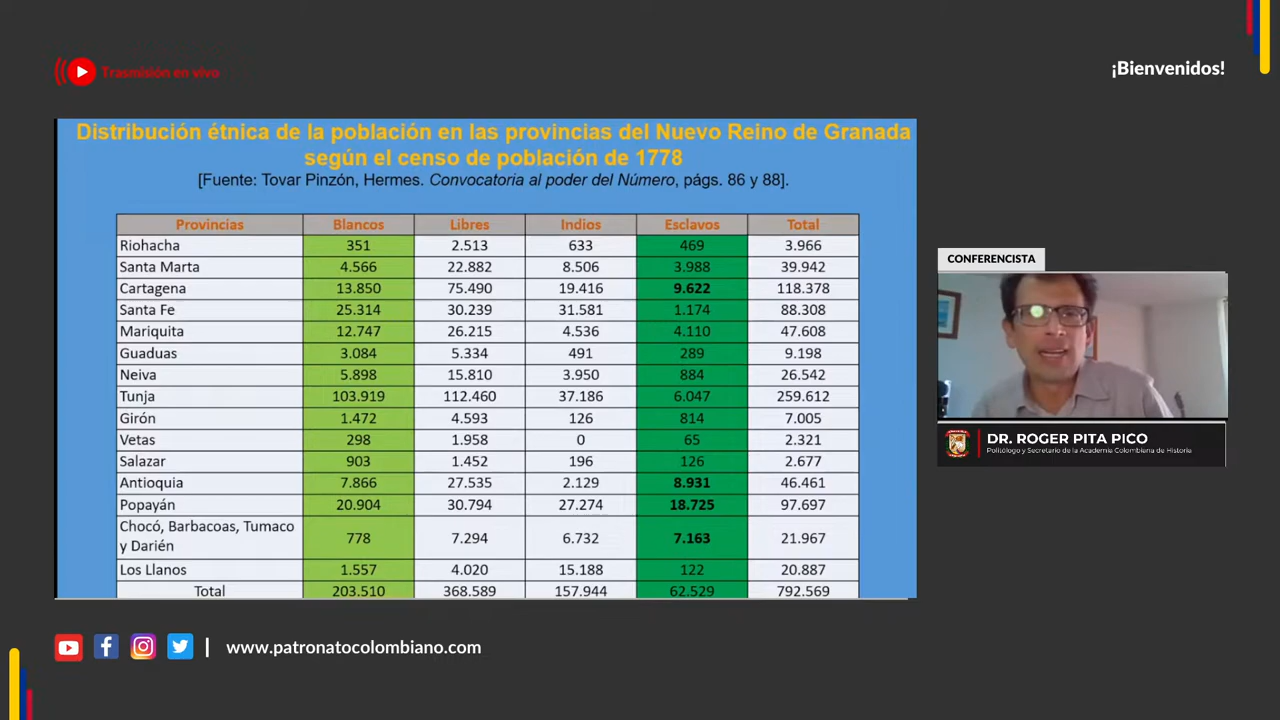 Trasmisión en vivo
¡Bienvenidos!
Distribución étnica de la población en las provincias del Nuevo Reino de Granada
según el censo de población de 1778
[Fuente: Tovar Pinzón, Hermes. Convocatoria al poder del Número, págs. 86 y 88].
Provincias Blancos Libres Indios Esclavos Total
Riohacha 351 2.513 633 469 3.966
Santa Marta 4.566 22.882 8.506 3.988 39.942
Cartagena 13.850 75.490 19.416 9.622 118.378
Santa Fe 25.314 30.239 31.581 1.174 88.308
Mariquita 12.747 26.215 4.536 4.110 47.608
Guaduas 3.084 5.334 491 289 9.198
Neiva 5.898 15.810 3.950 884 26.542
Tunja 103.919 112.460 37.186 6.047 259.612
Girón 1.472 4.593 126 814 7.005
Vetas 298 1.958 0 65 2.321
Salazar 903 1.452 196 126 2.677
Antioquia 7.866 27.535 2.129 8.931 46.461
Popayán 20.904 30.794 27.274 18.725 97.697
Chocó, Barbacoas, Tumaco
y Darién 778 7.294 6.732 7.163 21.967
Los Llanos 1.557 4.020 15.188 122 20.887
Total 203.510 368.589 157.944 62.529 792.569
CONFERENCISTA
DR. ROGER PITA PICO
Politólogo y Secretario de la Academia Colombiana de Historia
www.patronatocolombiano.com